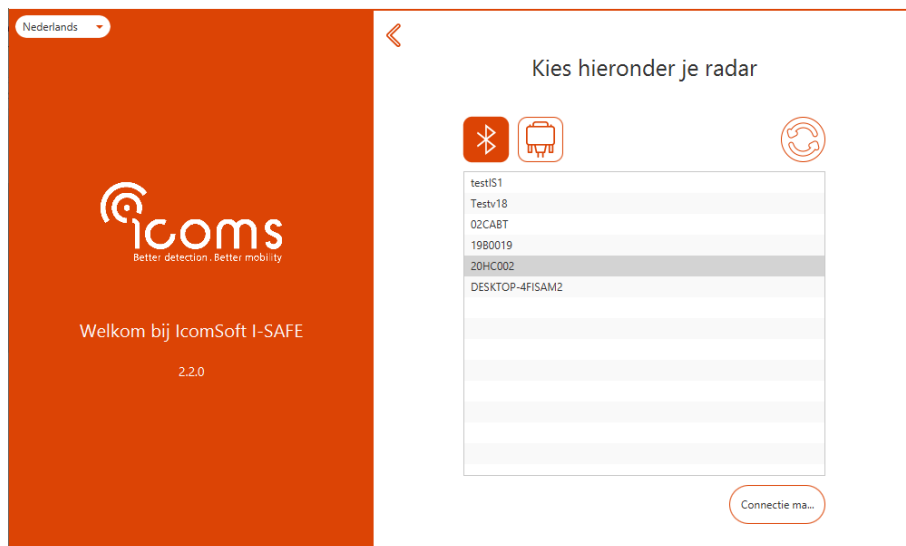 Nederlands
icoms
Better detection. Better mobility
Welkom bij IcomSoft I-SAFE
2.2.0
Kies hieronder je radar
testIS1
Testv18
02CABT
19B0019
20HC002
DESKTOP-4FISAM2
Connectie ma...